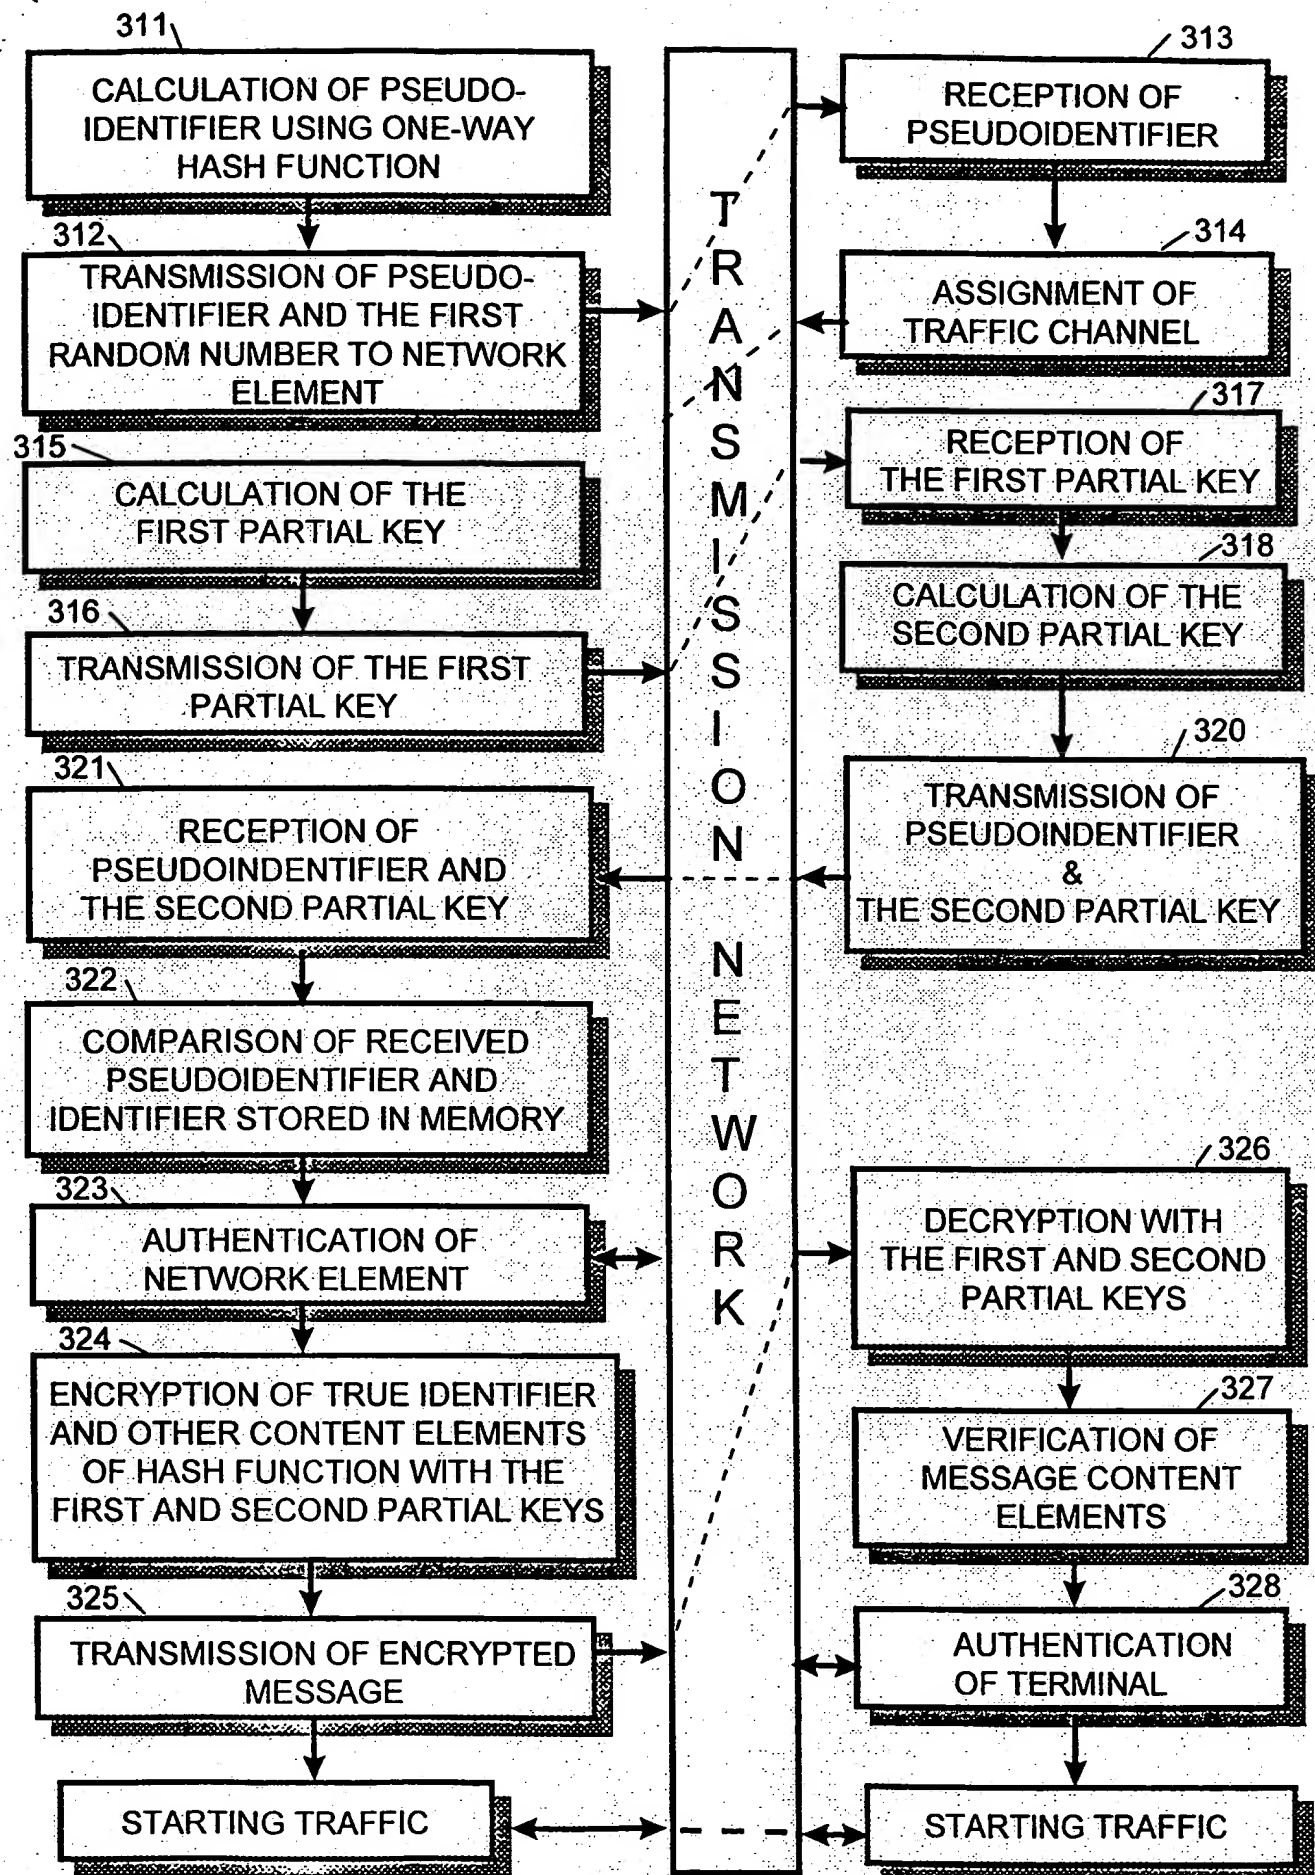 311
CALCULATION OF PSEUDO-
IDENTIFIER USING ONE-WAY
HASH FUNCTION
312
TRANSMISSION OF PSEUDO-
IDENTIFIER AND THE FIRST
RANDOM NUMBER TO NETWORK
ELEMENT
315
CALCULATION OF THE
FIRST PARTIAL KEY
316
TRANSMISSION OF THE FIRST
PARTIAL KEY
321
RECEPTION OF
PSEUDOINDENTIFIER AND
THE SECOND PARTIAL KEY
322
COMPARISON OF RECEIVED
PSEUDOIDENTIFIER AND
IDENTIFIER STORED IN MEMORY
323
AUTHENTICATION OF
NETWORK ELEMENT
324
ENCRYPTION OF TRUE IDENTIFIER
AND OTHER CONTENT ELEMENTS
OF HASH FUNCTION WITH THE
FIRST AND SECOND PARTIAL KEYS
325
TRANSMISSION OF ENCRYPTED
MESSAGE
STARTING TRAFFIC
TRANSMISSION NETWORK
313
RECEPTION OF
PSEUDOIDENTIFIER
314
ASSIGNMENT OF
TRAFFIC CHANNEL
317
RECEPTION OF
THE FIRST PARTIAL KEY
318
CALCULATION OF THE
SECOND PARTIAL KEY
320
TRANSMISSION OF
PSEUDOINDENTIFIER
&
THE SECOND PARTIAL KEY
326
DECRYPTION WITH
THE FIRST AND SECOND
PARTIAL KEYS
327
VERIFICATION OF
MESSAGE CONTENT
ELEMENTS
328
AUTHENTICATION
OF TERMINAL
STARTING TRAFFIC